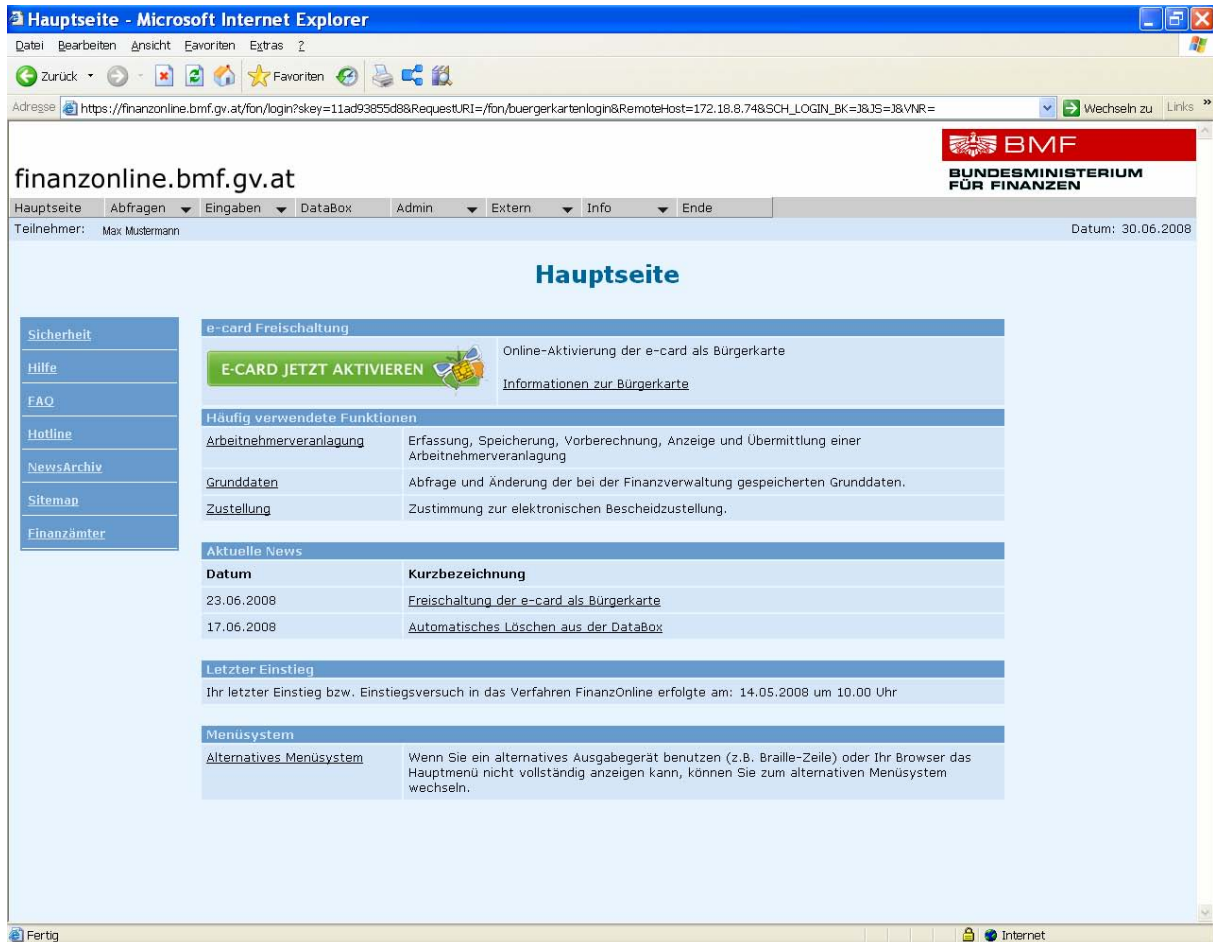 Hauptseite - Microsoft Internet Explorer
Datei Bearbeiten Ansicht Favoriten Extras ?
Zurück Favoriten
Adresse https://finanzonline.bmf.gv.at/fon/login?skey=11ad93855d8&RequestURI=/fon/buergerkartenlogin&RemoteHost=172.18.8.74&SCH_LOGIN_BK=J&JS=J&VNR= Wechseln zu Links »
BMF
BUNDESMINISTERIUM
FÜR FINANZEN
finanzonline.bmf.gv.at
Hauptseite Abfragen Eingaben DataBox Admin Extern Info Ende
Teilnehmer: Max Mustermann Datum: 30.06.2008
Hauptseite
Sicherheit
Hilfe
FAQ
Hotline
NewsArchiv
Sitemap
Finanzämter
e-card Freischaltung
E-CARD JETZT AKTIVIEREN
Online-Aktivierung der e-card als Bürgerkarte
Informationen zur Bürgerkarte
Häufig verwendete Funktionen
Arbeitnehmerveranlagung Erfassung, Speicherung, Vorberechnung, Anzeige und Übermittlung einer
Arbeitnehmerveranlagung
Grunddaten Abfrage und Änderung der bei der Finanzverwaltung gespeicherten Grunddaten.
Zustellung Zustimmung zur elektronischen Bescheidzustellung.
Aktuelle News
Datum Kurzbezeichnung
23.06.2008 Freischaltung der e-card als Bürgerkarte
17.06.2008 Automatisches Löschen aus der DataBox
Letzter Einstieg
Ihr letzter Einstieg bzw. Einstiegsversuch in das Verfahren FinanzOnline erfolgte am: 14.05.2008 um 10.00 Uhr
Menüsystem
Alternatives Menüsystem Wenn Sie ein alternatives Ausgabegerät benutzen (z.B. Braille-Zeile) oder Ihr Browser das
Hauptmenü nicht vollständig anzeigen kann, können Sie zum alternativen Menüsystem
wechseln.
Fertig Internet